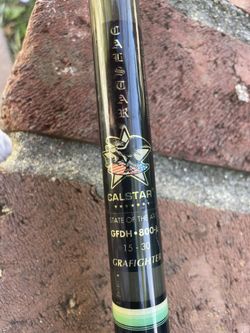 CALSTAR
CALSTAR
STATE OF THE ART
GFDH • 800-L
15 - 30
GRAFIGHTER